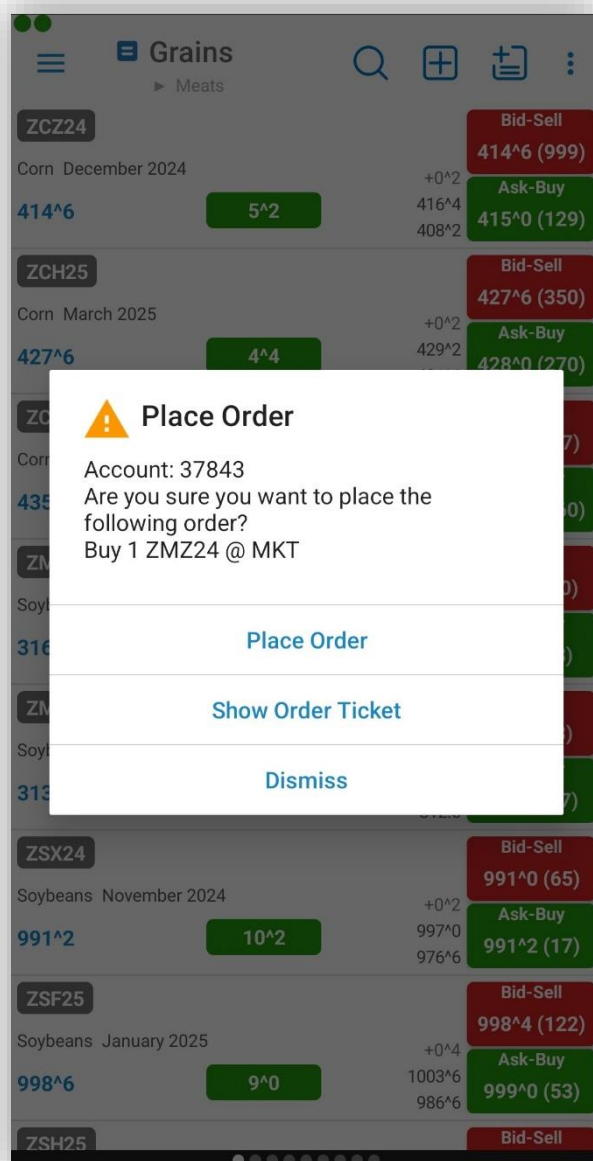 Grains
► Meats
ZCZ24
Corn December 2024
414^6
5^2
+0^2
416^4
408^2
Bid-Sell
414^6 (999)
Ask-Buy
415^0 (129)
ZCH25
Corn March 2025
427^6
4^4
+0^2
429^2
Bid-Sell
427^6 (350)
Ask-Buy
428^0 (270)
Place Order
Account: 37843
Are you sure you want to place the
following order?
Buy 1 ZMZ24 @ MKT
Place Order
Show Order Ticket
Dismiss
ZSX24
Soybeans November 2024
991^2
10^2
+0^2
997^0
976^6
Bid-Sell
991^0 (65)
Ask-Buy
991^2 (17)
ZSF25
Soybeans January 2025
998^6
9^0
+0^4
1003^6
986^6
Bid-Sell
998^4 (122)
Ask-Buy
999^0 (53)
ZSH25
Bid-Sell